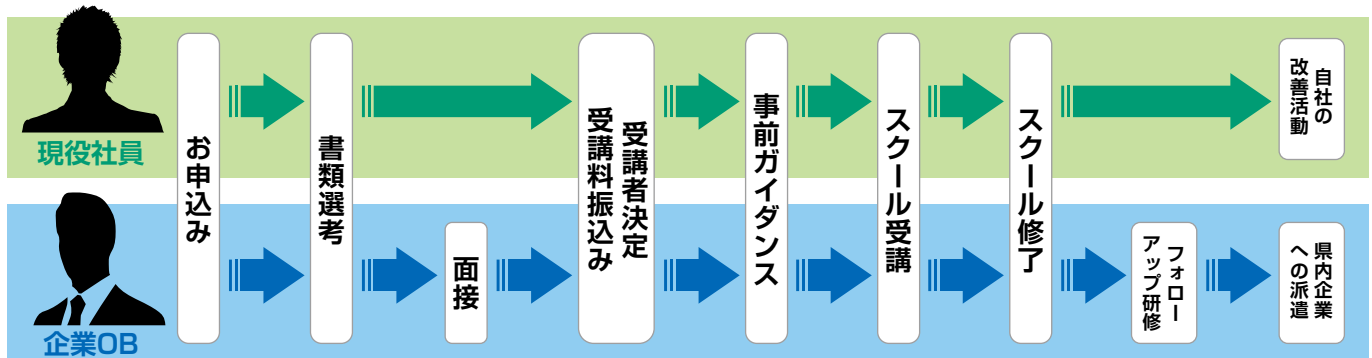 現役社員
企業OB
お申込み
書類選考
面接
受講者決定
受講料振込み
事前ガイダンス
スクール受講
スクール修了
フォロー
アップ研修
自社の
改善活動
県内企業
への派遣